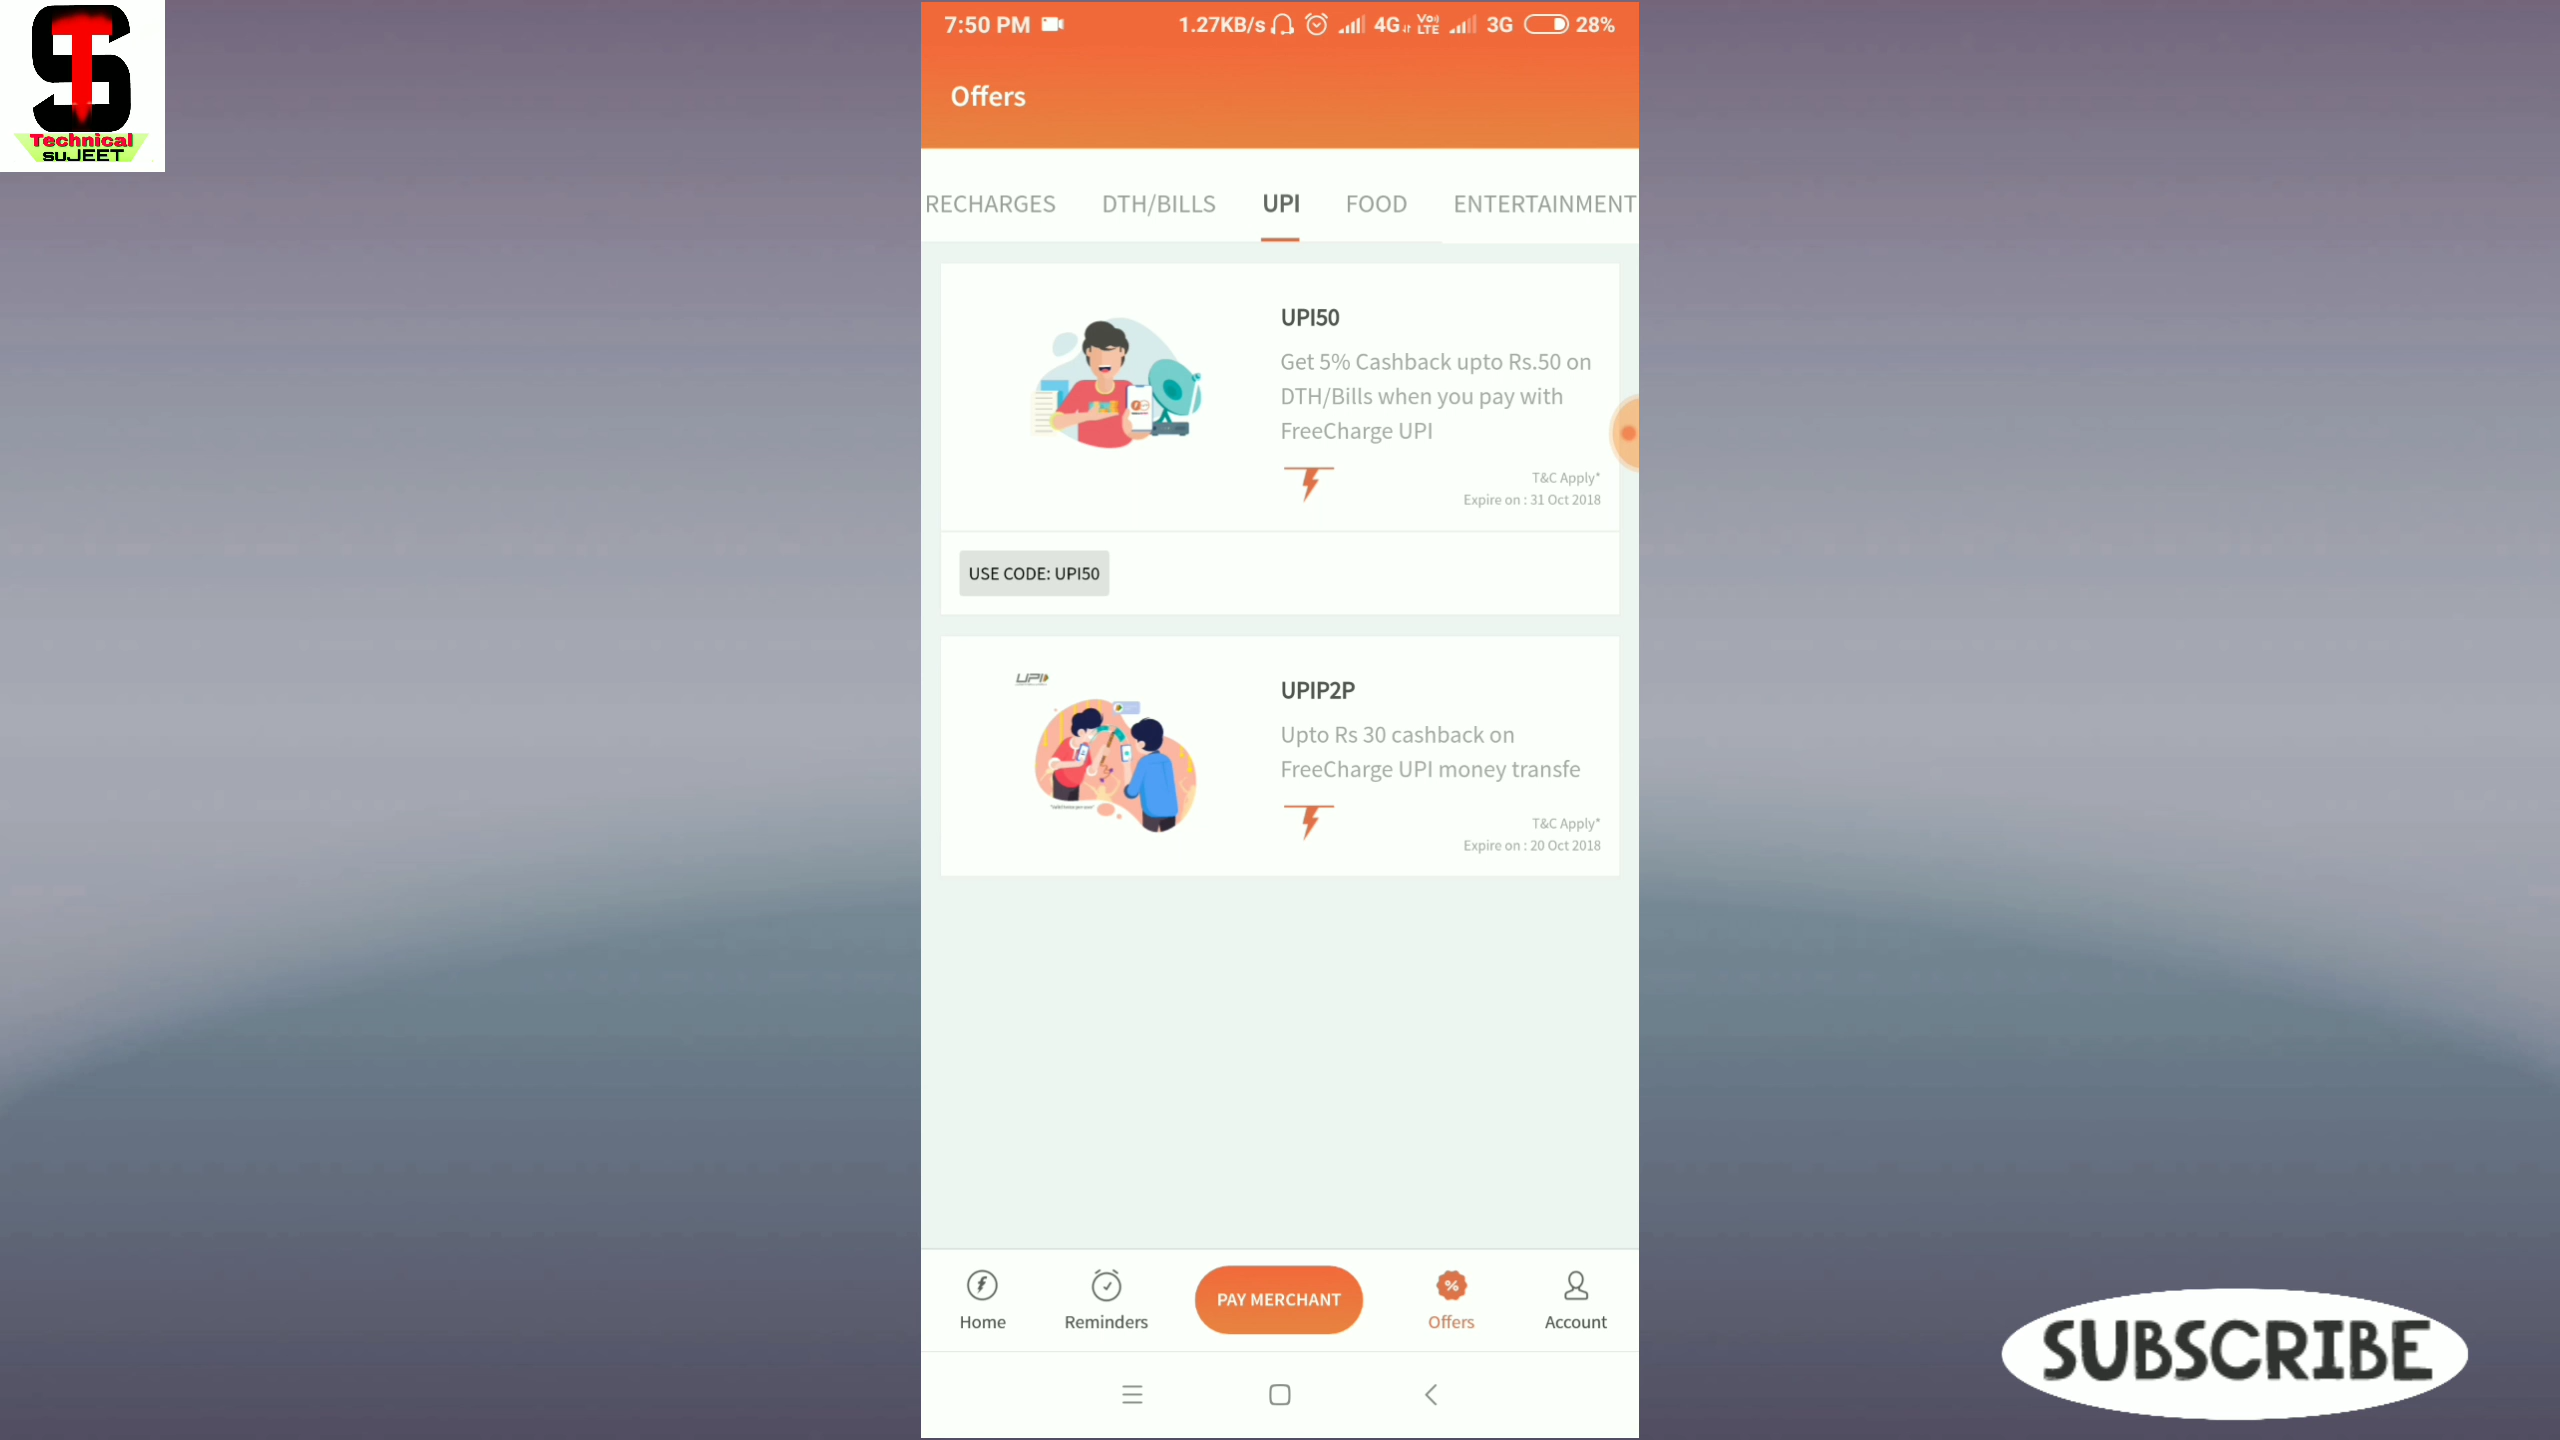 Technical
suJEET
7:50 PM 1.27KB/s 4G Vo)) LTE 3G 28%
Offers
RECHARGES DTH/BILLS UPI FOOD ENTERTAINMENT
UPI50
Get 5% Cashback upto Rs.50 on
DTH/Bills when you pay with
FreeCharge UPI
T&C Apply*
Expire on : 31 Oct 2018
USE CODE: UPI50
UPI
UPIP2P
Upto Rs 30 cashback on
FreeCharge UPI money transfe
T&C Apply*
Expire on : 20 Oct 2018
Home Reminders PAY MERCHANT % Offers Account
SUBSCRIBE